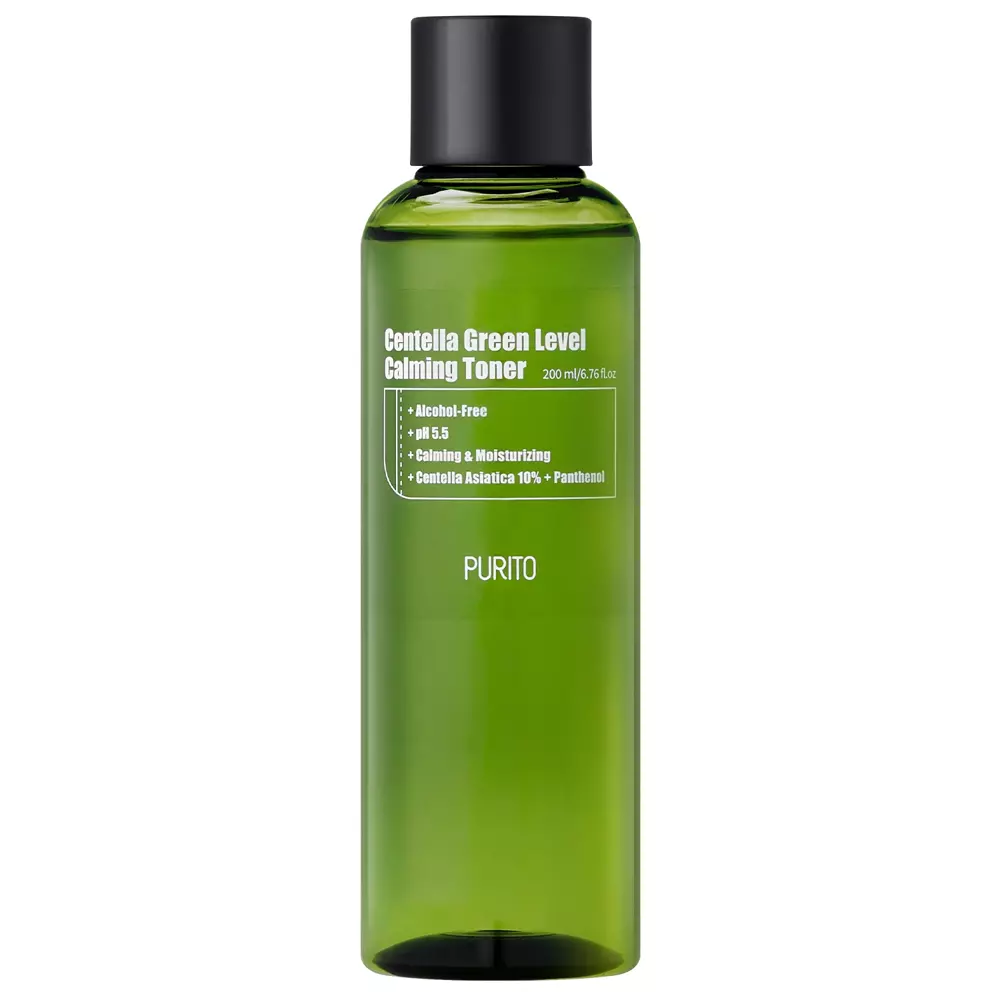 Centella Green Level
Calming Toner 200 ml/6.76 fl.oz
+ Alcohol-Free
+ pH 5.5
+ Calming & Moisturizing
+ Centella Asiatica 10% + Panthenol
PURITO